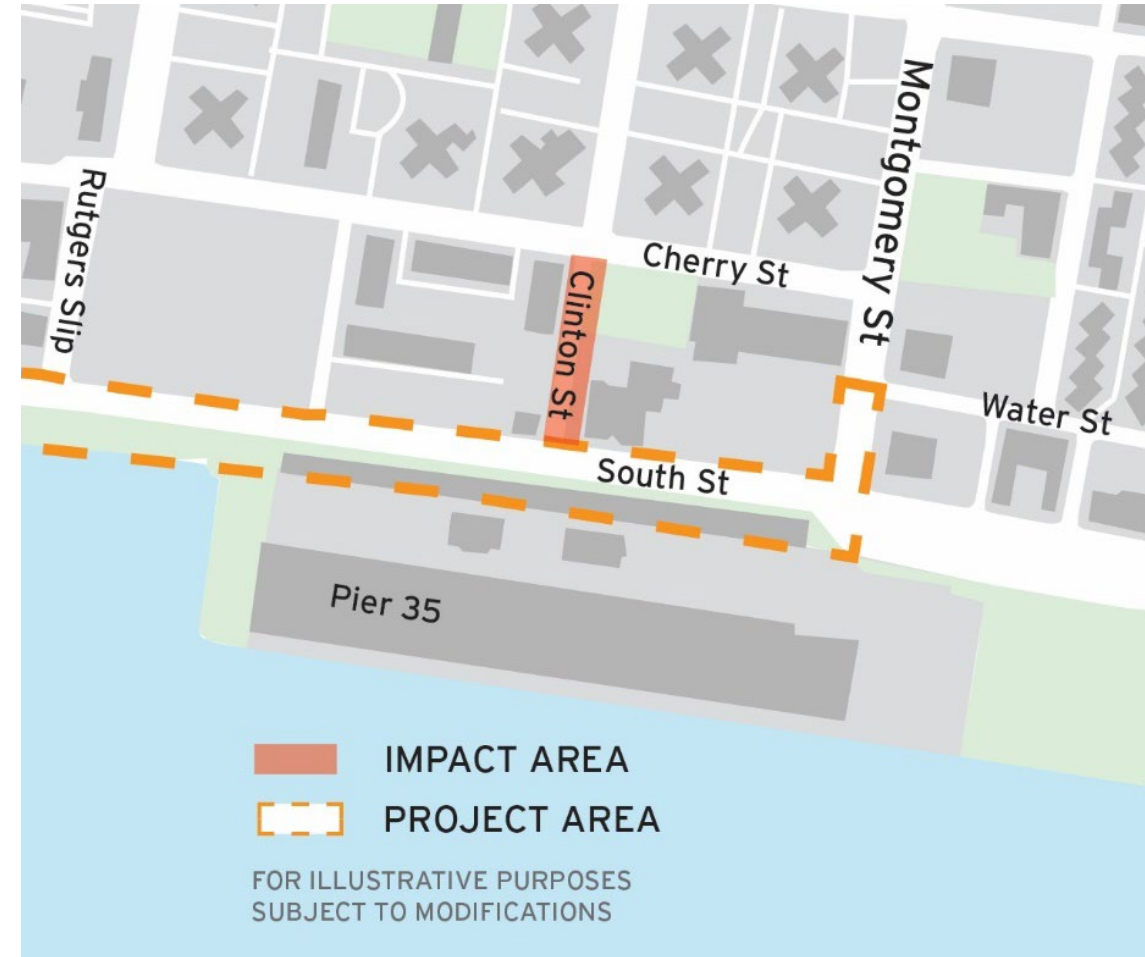 Montgomery St
Rutgers Slip
Cherry St
Clinton St
Water St
South St
Pier 35
IMPACT AREA
PROJECT AREA
FOR ILLUSTRATIVE PURPOSES
SUBJECT TO MODIFICATIONS